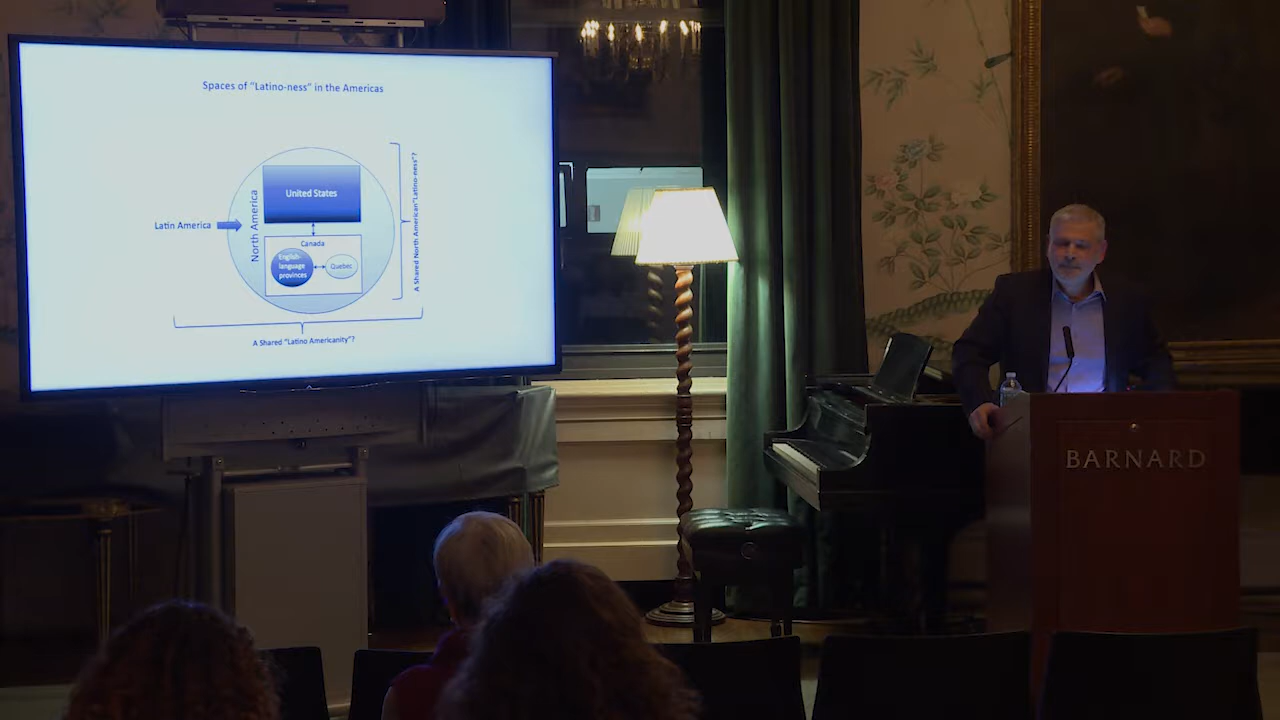 Spaces of "Latino-ness" in the Americas
United States
North America
Latin America
Canada
English-
language
provinces
Quebec
A Shared North American "Latino-ness"?
A Shared "Latino Americanity"?
BARNARD